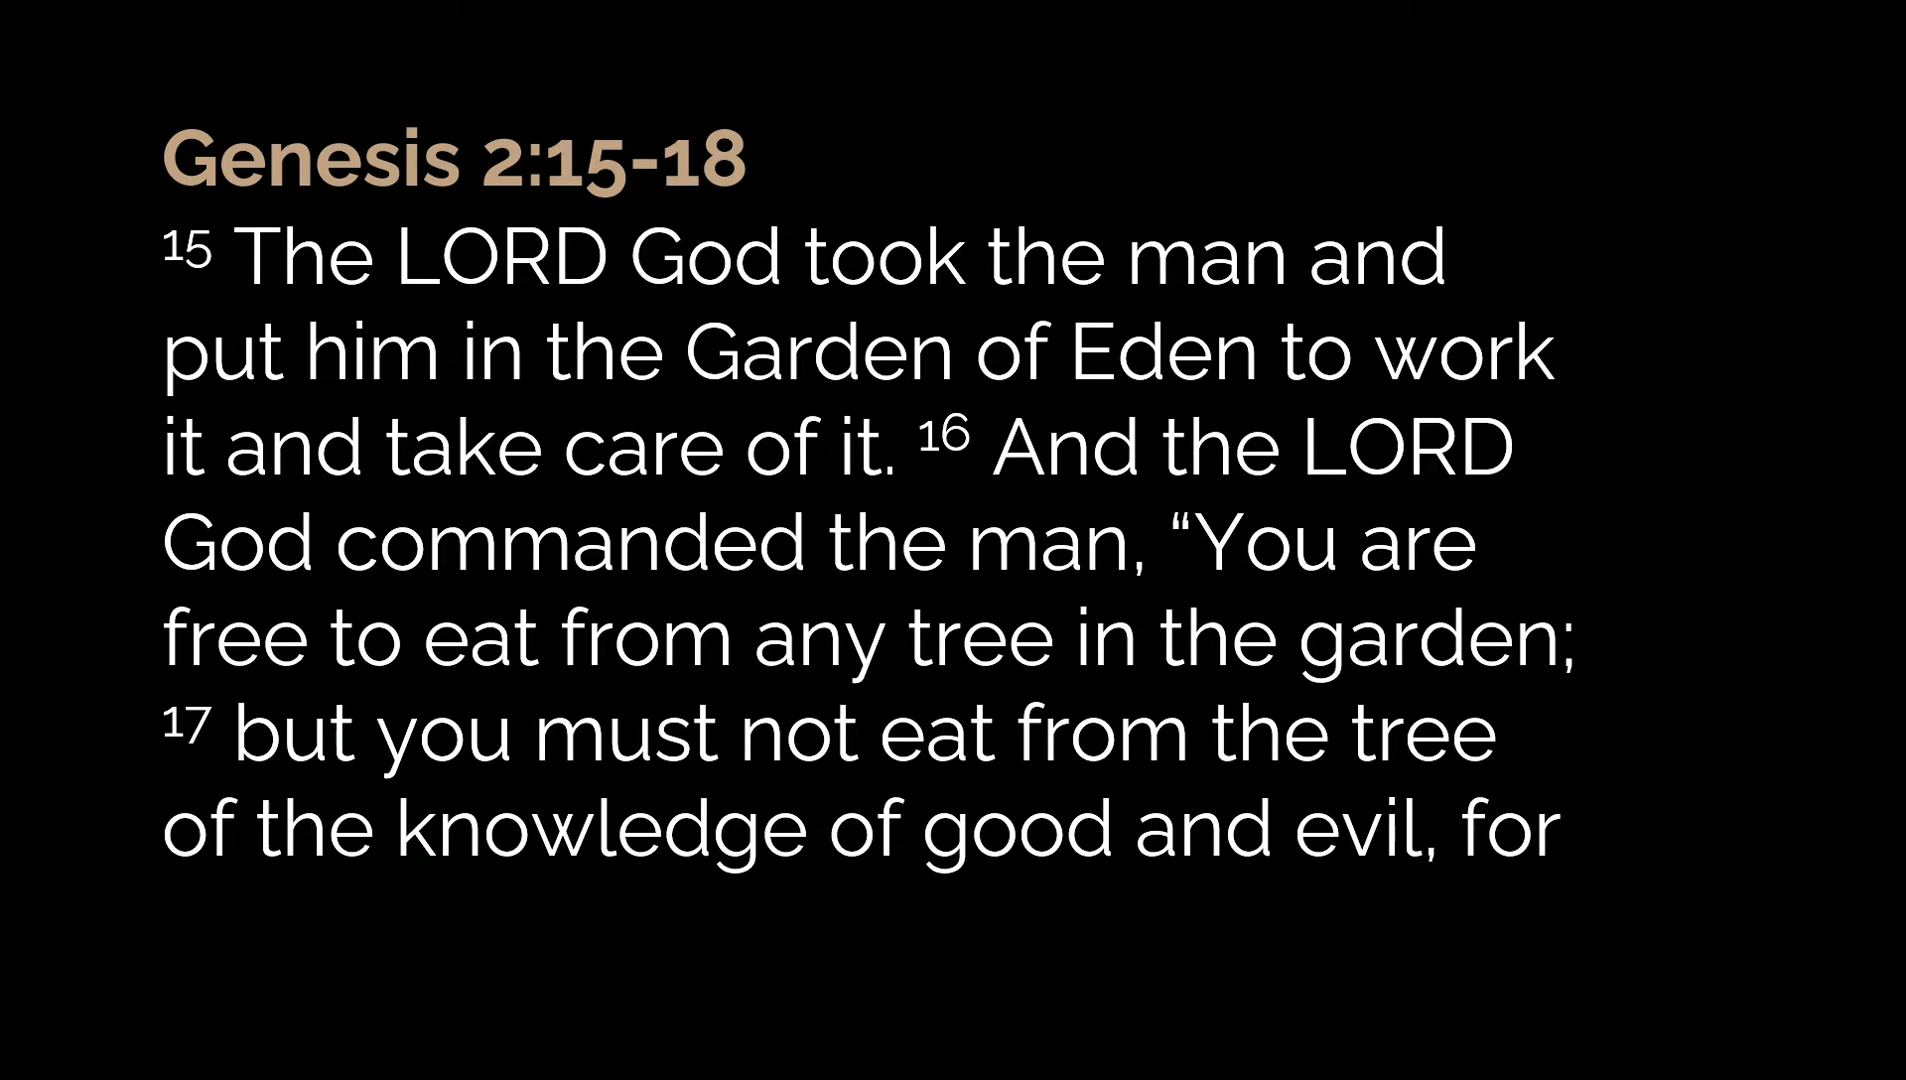 Genesis 2:15-18
15 The LORD God took the man and
put him in the Garden of Eden to work
it and take care of it. 16 And the LORD
God commanded the man, “You are
free to eat from any tree in the garden;
17 but you must not eat from the tree
of the knowledge of good and evil, for